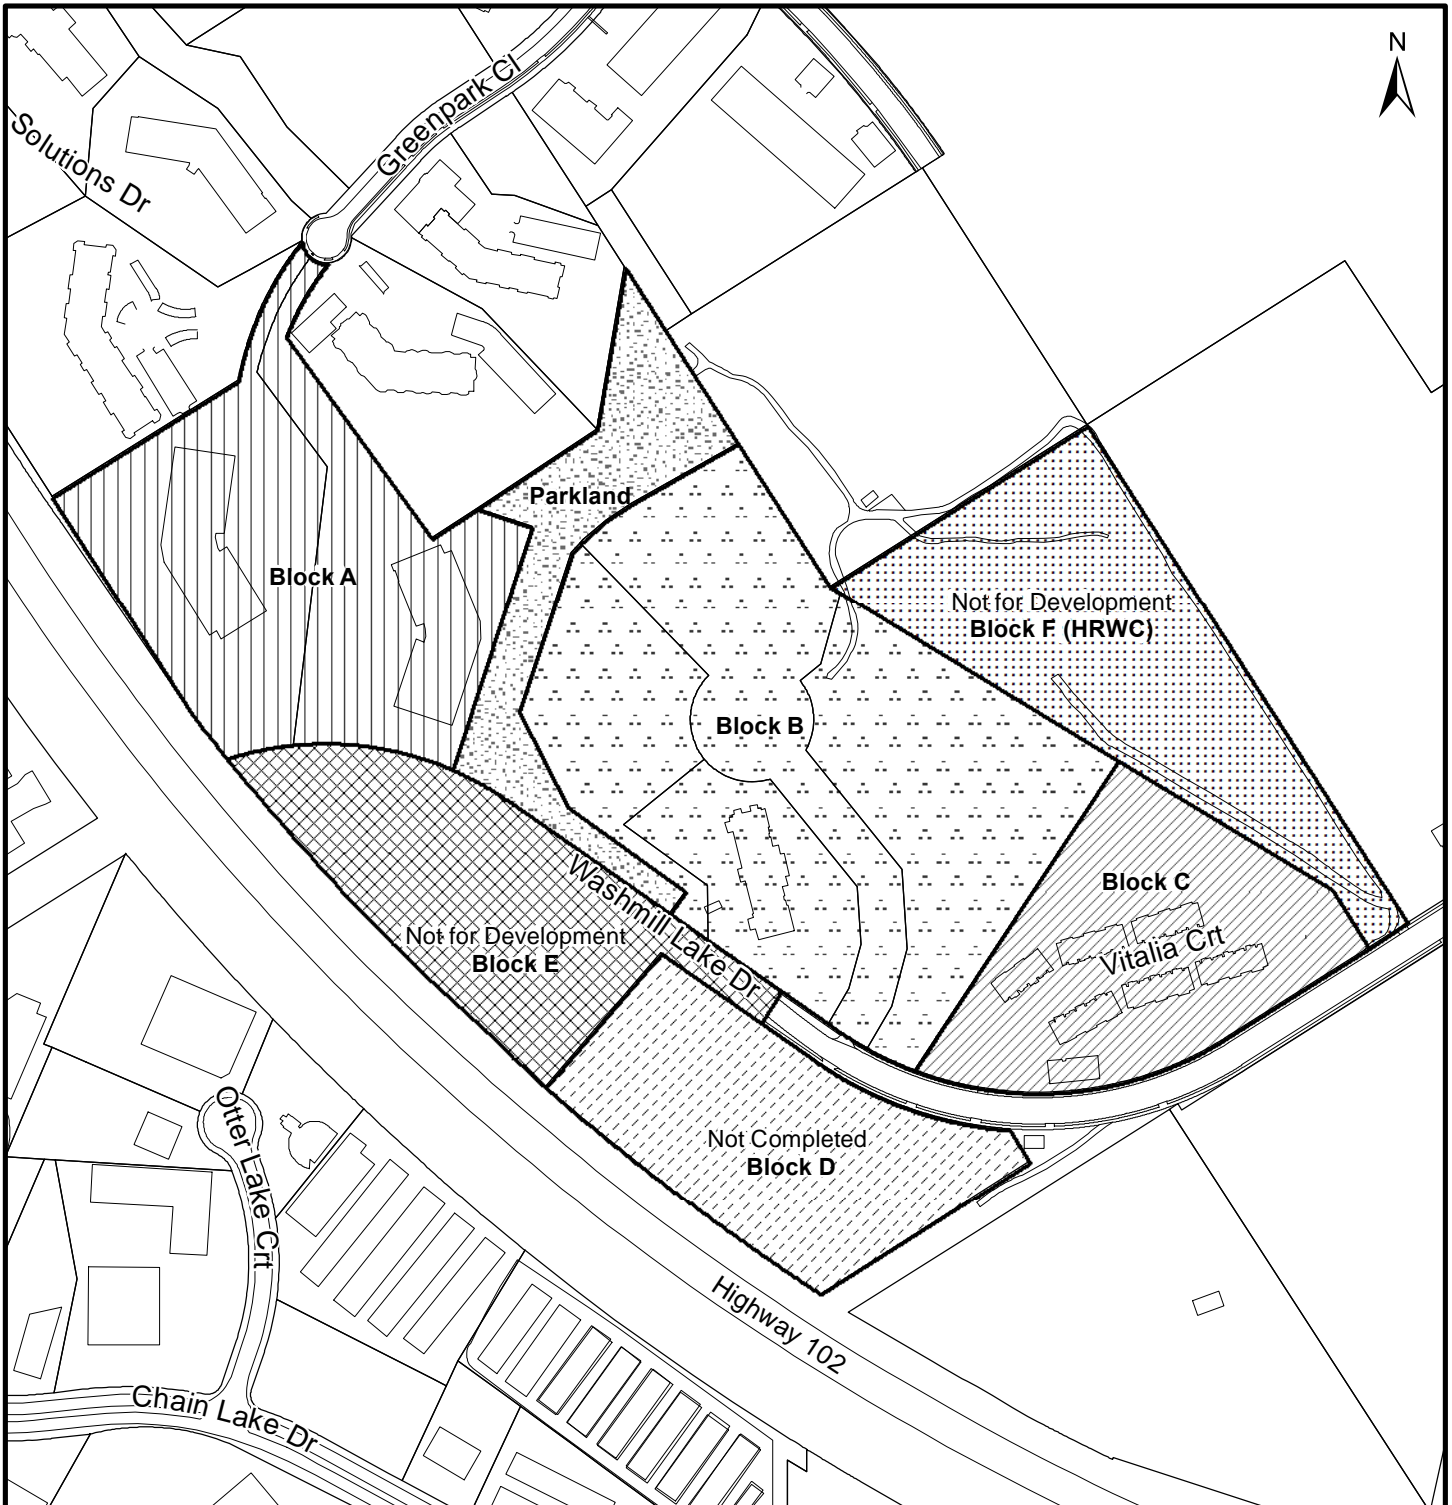 N
Greenpark Cl
Solutions Dr
Parkland
Block A
Not for Development
Block F (HRWC)
Block B
Block C
Vitalia Crt
Washmill Lake Dr
Not for Development
Block E
Not Completed
Block D
Otter Lake Crt
Highway 102
Chain Lake Dr